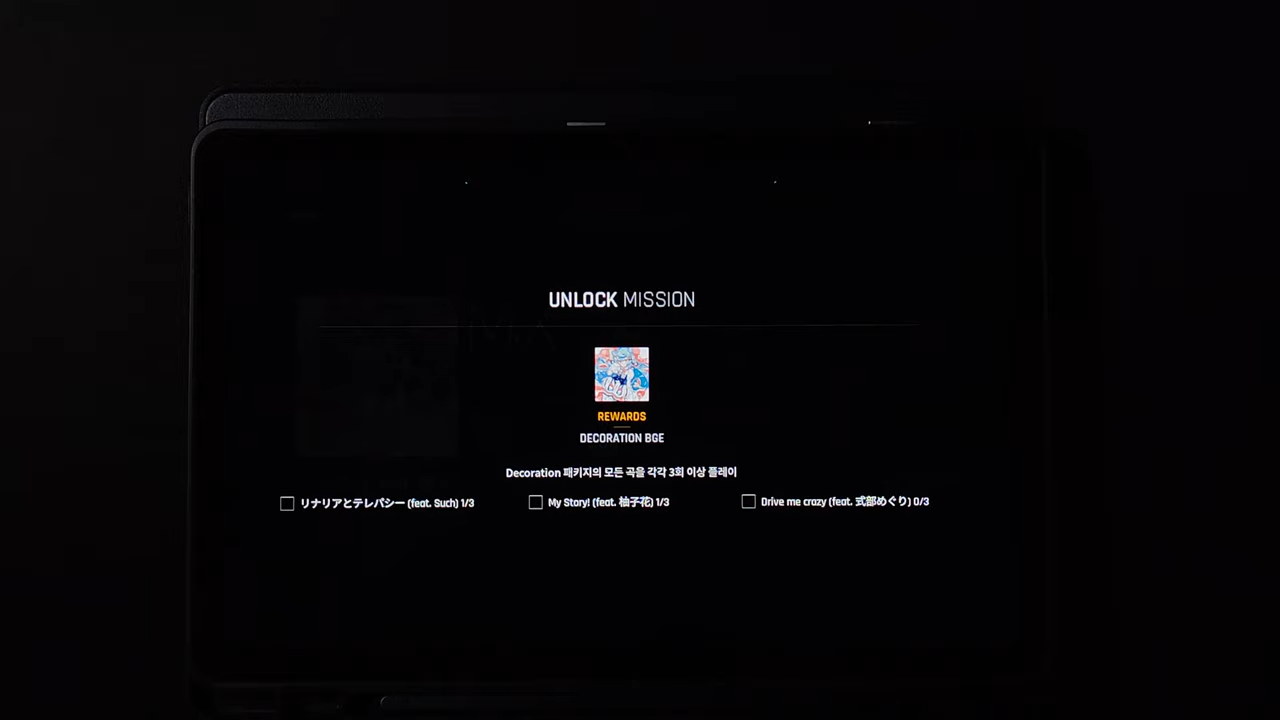 UNLOCK MISSION
REWARDS
DECORATION BGE
Decoration 패키지의 모든 곡을 각각 3회 이상 플레이
リナリアとテレパシー (feat. Such) 1/3
My Story! (feat. 柚子花) 1/3
Drive me crazy (feat. 式部めぐり) 0/3